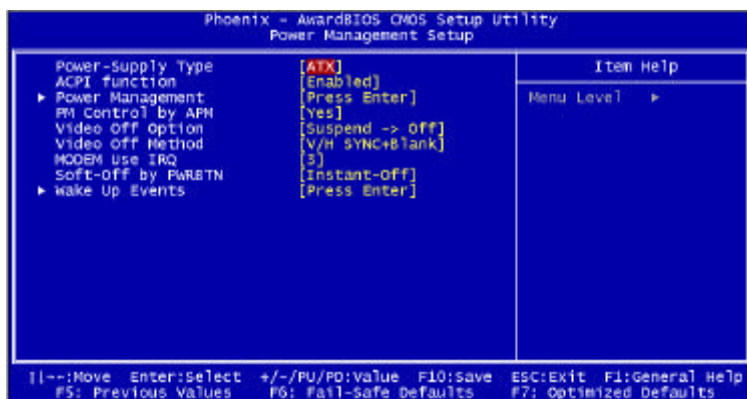 Phoenix - AwardBIOS CMOS Setup Utility
Power Management Setup
Power-Supply Type [ATX]
ACPI function [Enabled]
▶ Power Management [Press Enter]
PM Control by APM [Yes]
Video Off Option [Suspend -> Off]
Video Off Method [V/H SYNC+Blank]
MODEM Use IRQ [3]
Soft-Off by PWRBTN [Instant-Off]
▶ Wake Up Events [Press Enter]
Item Help
Menu Level ▶
||--:Move Enter:Select +/-/PU/PD:Value F10:Save ESC:Exit F1:General Help
F5: Previous Values F6: Fail-Safe Defaults F7: Optimized Defaults